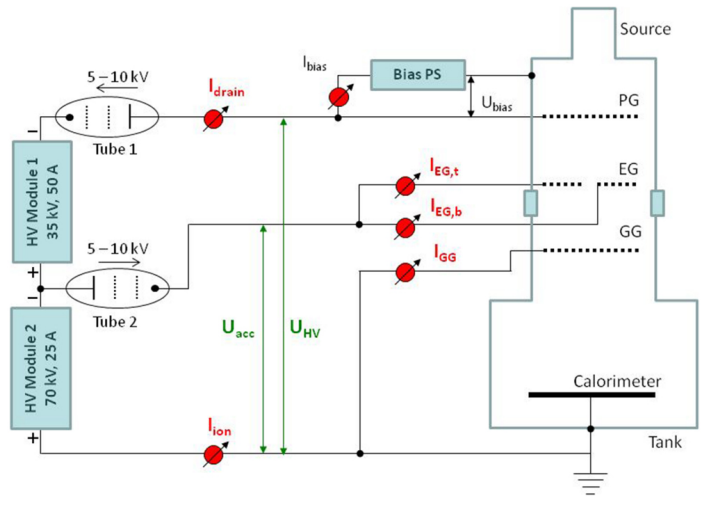 Source
5–10 kV
I_bias
Bias PS
I_drain
U_bias
PG
–
Tube 1
HV Module 1
35 kV, 50 A
I_EG,t
EG
I_EG,b
5–10 kV
I_GG
GG
+
–
Tube 2
HV Module 2
70 kV, 25 A
U_acc
U_HV
Calorimeter
+
I_ion
Tank